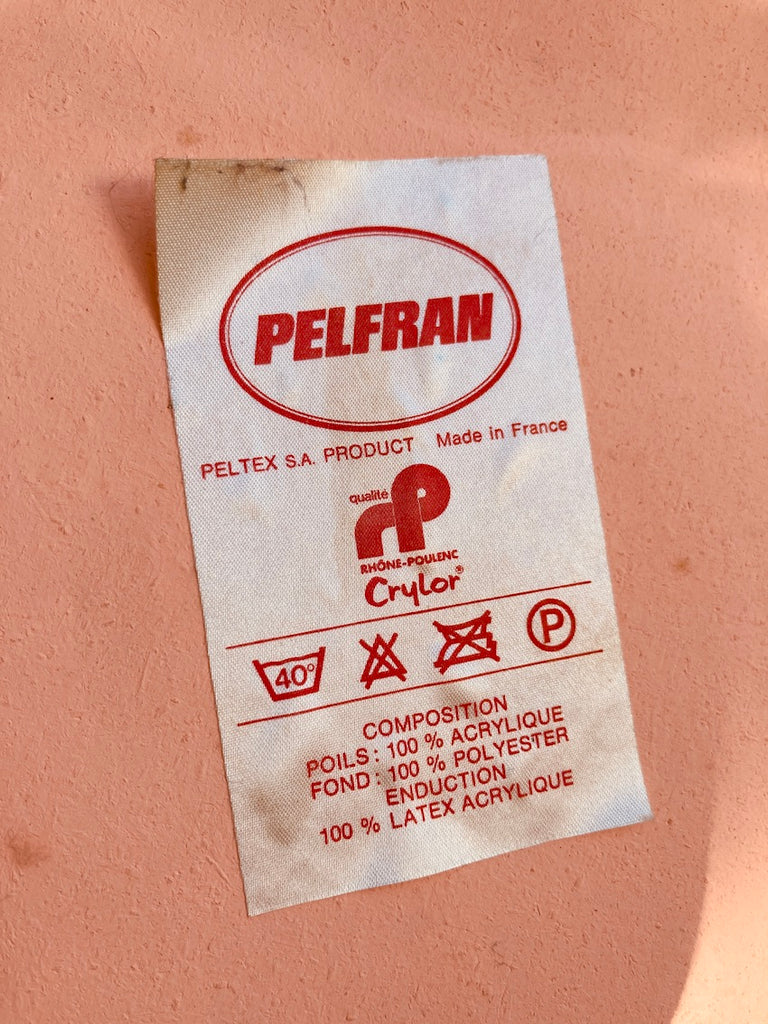 PELFRAN
PELTEX S.A. PRODUCT Made in France
qualité
rp
RHÔNE-POULENC
Crylor®
40° P
COMPOSITION
POILS : 100 % ACRYLIQUE
FOND : 100 % POLYESTER
ENDUCTION
100 % LATEX ACRYLIQUE